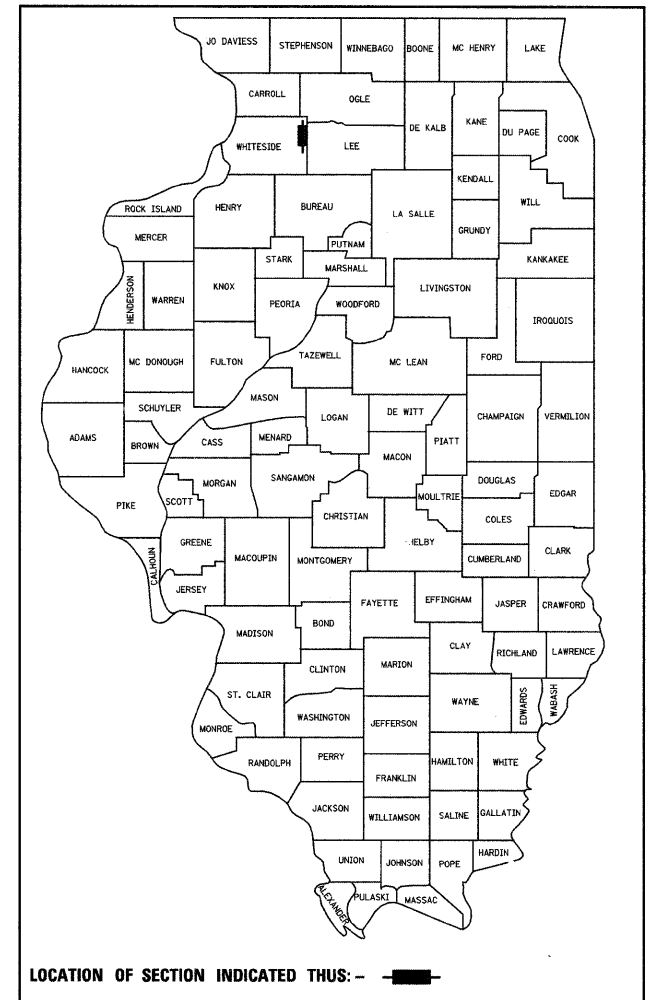 JO DAVIESS
STEPHENSON
WINNEBAGO
BOONE
MC HENRY
LAKE
CARROLL
OGLE
DE KALB
KANE
DU PAGE
COOK
WHITESIDE
LEE
KENDALL
WILL
ROCK ISLAND
HENRY
BUREAU
LA SALLE
GRUNDY
MERCER
PUTNAM
STARK
MARSHALL
KANKAKEE
HENDERSON
WARREN
KNOX
PEORIA
WOODFORD
LIVINGSTON
IROQUOIS
HANCOCK
MC DONOUGH
FULTON
TAZEWELL
MC LEAN
FORD
MASON
SCHUYLER
LOGAN
DE WITT
CHAMPAIGN
VERMILION
ADAMS
BROWN
CASS
MENARD
PIATT
MACON
MORGAN
SANGAMON
DOUGLAS
EDGAR
PIKE
SCOTT
MOULTRIE
CHRISTIAN
COLES
GREENE
MACOUPIN
MONTGOMERY
HELBY
CUMBERLAND
CLARK
CALHOUN
JERSEY
FAYETTE
EFFINGHAM
JASPER
CRAWFORD
MADISON
BOND
CLAY
RICHLAND
LAWRENCE
CLINTON
MARION
ST. CLAIR
WAYNE
EDWARDS
WABASH
WASHINGTON
JEFFERSON
MONROE
RANDOLPH
PERRY
HAMILTON
WHITE
FRANKLIN
JACKSON
WILLIAMSON
SALINE
GALLATIN
UNION
JOHNSON
POPE
HARDIN
ALEXANDER
PULASKI
MASSAC
LOCATION OF SECTION INDICATED THUS: -